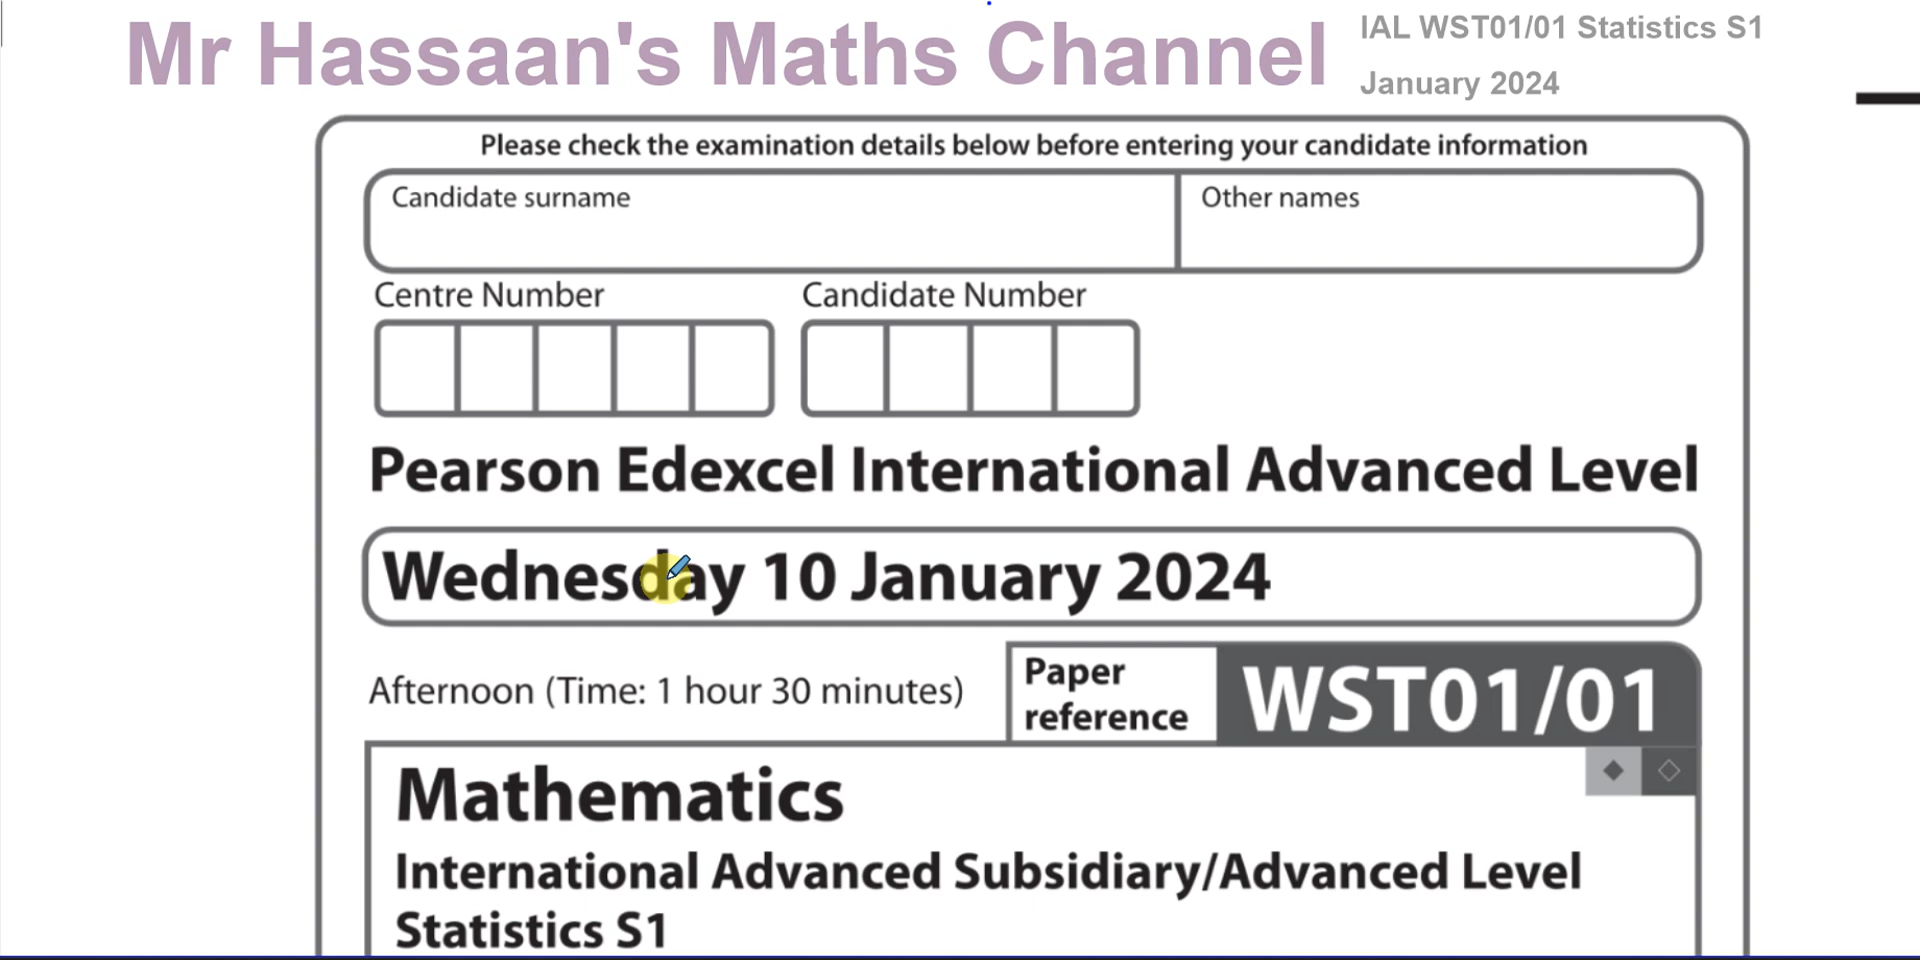 Mr Hassaan's Maths Channel
IAL WST01/01 Statistics S1
January 2024
Please check the examination details below before entering your candidate information
Candidate surname
Other names
Centre Number
Candidate Number
Pearson Edexcel International Advanced Level
Wednesday 10 January 2024
Afternoon (Time: 1 hour 30 minutes)
Paper
reference
WST01/01
Mathematics
International Advanced Subsidiary/Advanced Level
Statistics S1